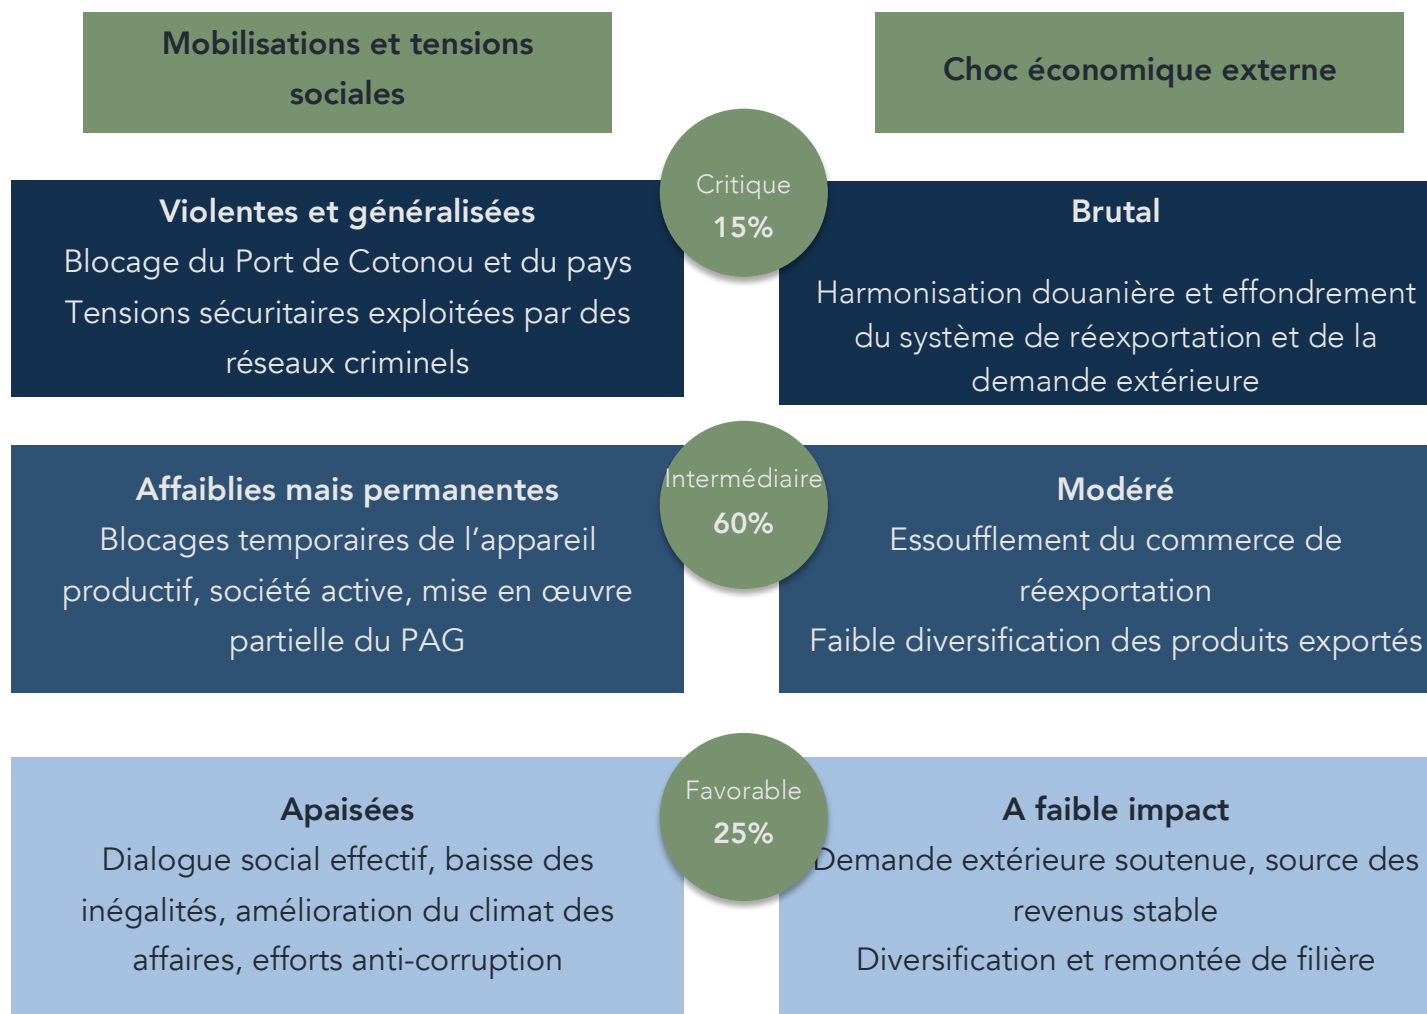 Mobilisations et tensions
sociales
Choc économique externe
Critique
15%
Violentes et généralisées
Blocage du Port de Cotonou et du pays
Tensions sécuritaires exploitées par des
réseaux criminels
Brutal
Harmonisation douanière et effondrement
du système de réexportation et de la
demande extérieure
Intermédiaire
60%
Affaiblies mais permanentes
Blocages temporaires de l’appareil
productif, société active, mise en œuvre
partielle du PAG
Modéré
Essoufflement du commerce de
réexportation
Faible diversification des produits exportés
Favorable
25%
Apaisées
Dialogue social effectif, baisse des
inégalités, amélioration du climat des
affaires, efforts anti-corruption
A faible impact
Demande extérieure soutenue, source des
revenus stable
Diversification et remontée de filière